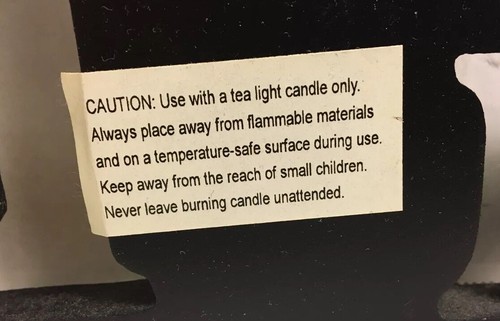 CAUTION: Use with a tea light candle only.
Always place away from flammable materials
and on a temperature-safe surface during use.
Keep away from the reach of small children.
Never leave burning candle unattended.